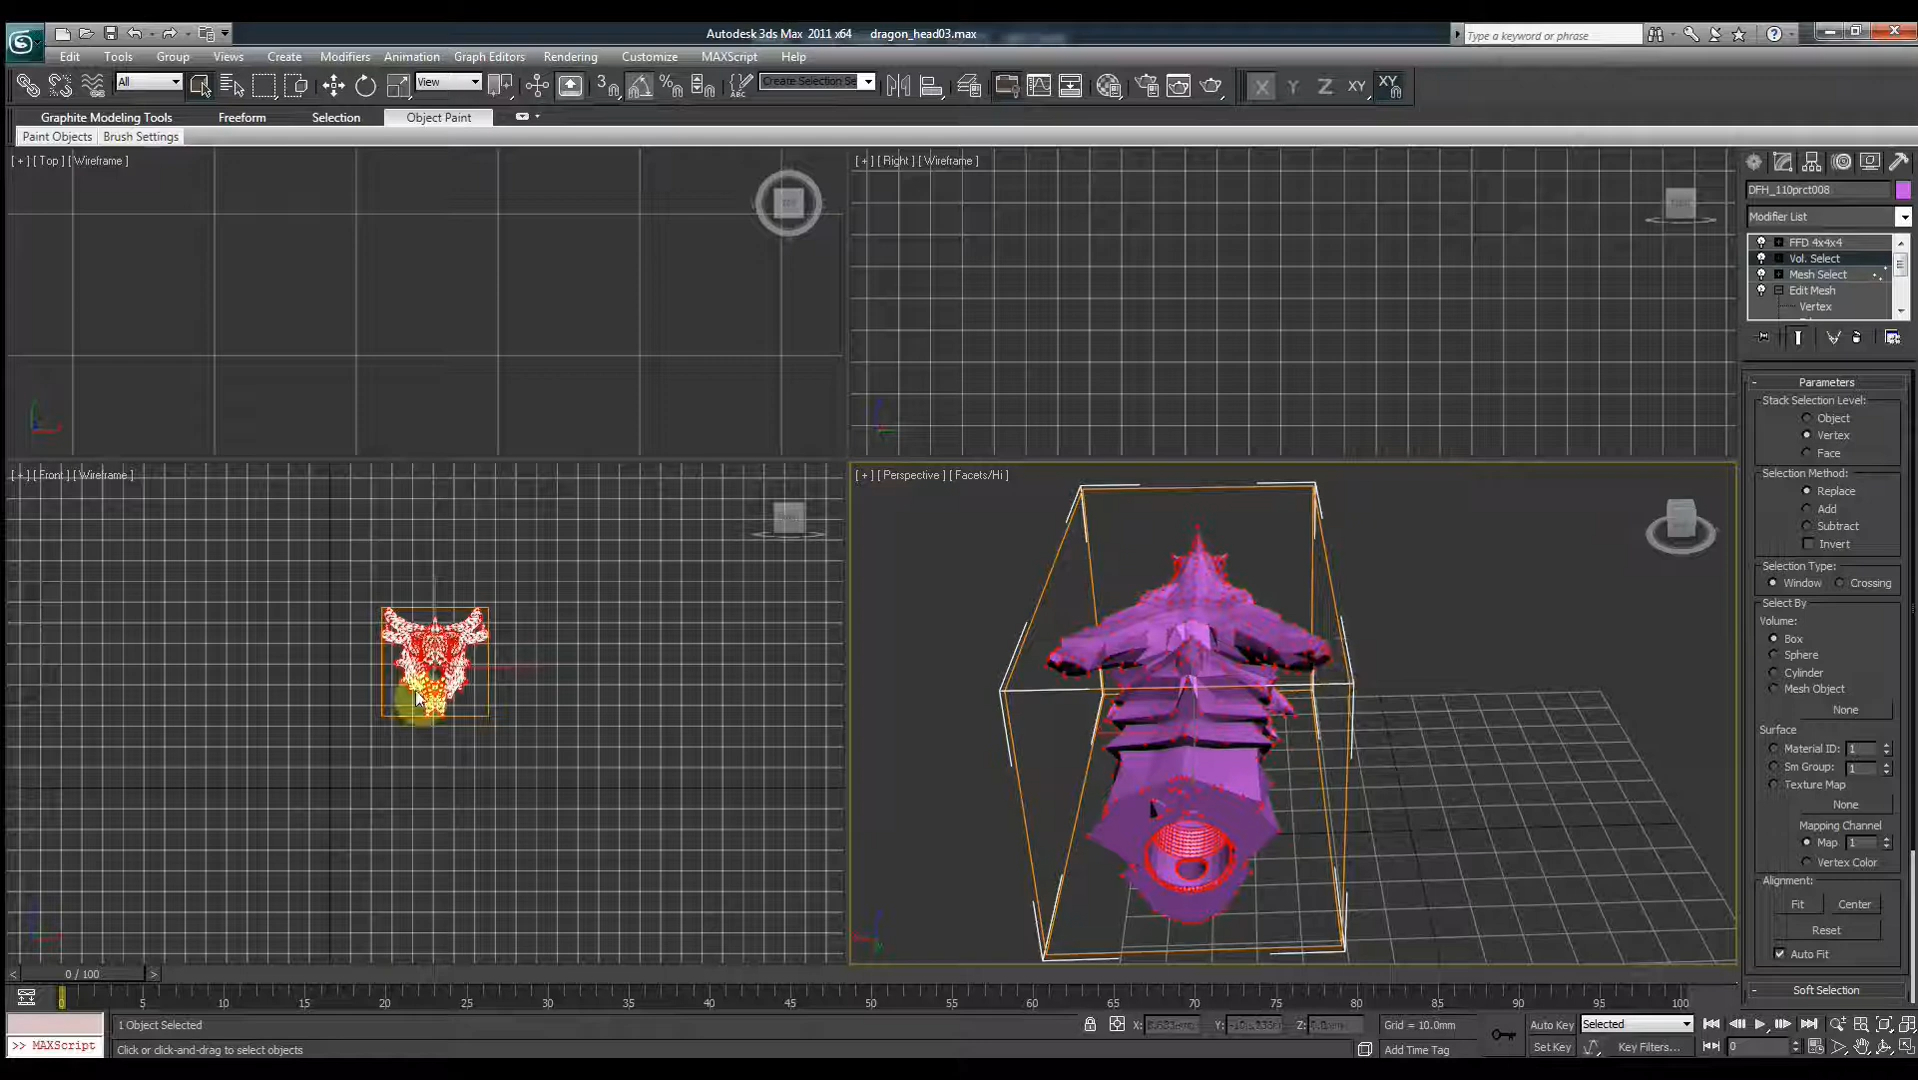 Autodesk 3ds Max 2011 x64 dragon_head03.max
Type a keyword or phrase
Edit Tools Group Views Create Modifiers Animation Graph Editors Rendering Customize MAXScript Help
All View 3 Create Selection Se X Y Z XY XY
Graphite Modeling Tools Freeform Selection Object Paint
Paint Objects Brush Settings
[ + ] [ Top ] [ Wireframe ]
[ + ] [ Right ] [ Wireframe ]
DFH_110prct008
Modifier List
FFD 4x4x4
Vol. Select
Mesh Select
Edit Mesh
Vertex
[ + ] [ Front ] [ Wireframe ]
[ + ] [ Perspective ] [ Facets/Hi ]
Parameters
Stack Selection Level:
Object
Vertex
Face
Selection Method:
Replace
Add
Subtract
Invert
Selection Type:
Window Crossing
Select By
Volume:
Box
Sphere
Cylinder
Mesh Object
None
Surface
Material ID: 1
Sm Group: 1
Texture Map
None
Mapping Channel
Map 1
Vertex Color
Alignment:
Fit Center
Reset
Auto Fit
Soft Selection
0 / 100
0 5 10 15 20 25 30 35 40 45 50 55 60 65 70 75 80 85 90 95 100
1 Object Selected
X: Y: Z:
Grid = 10.0mm
Auto Key Selected
>> MAXScript
Click or click-and-drag to select objects
Add Time Tag
Set Key Key Filters... 0